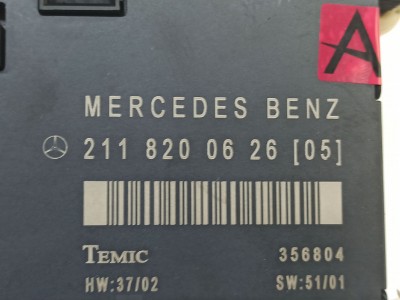 A
MERCEDES BENZ
211 820 06 26 [05]
TEMIC 356804
HW:37/02 SW:51/01